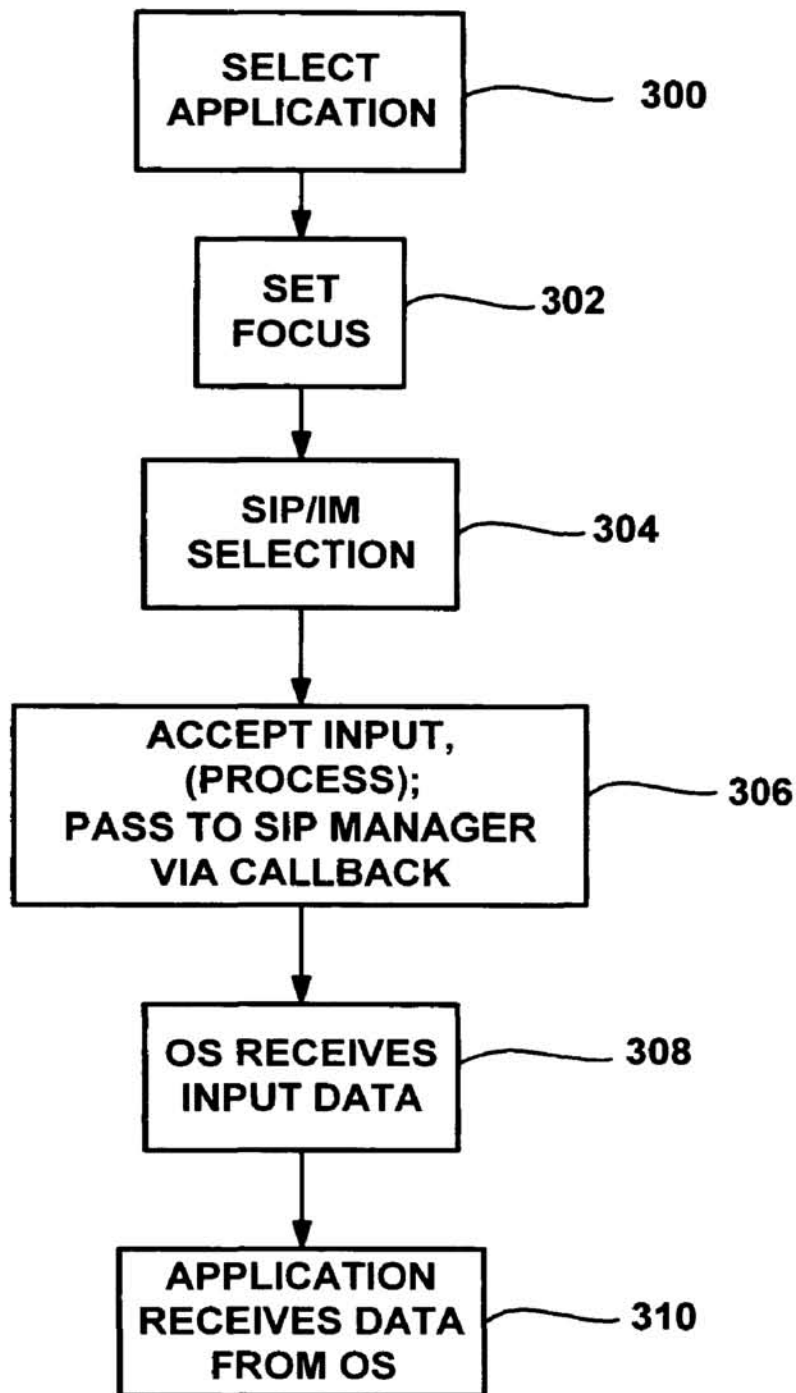 SELECT
APPLICATION
300
SET
FOCUS
302
SIP/IM
SELECTION
304
ACCEPT INPUT,
(PROCESS);
PASS TO SIP MANAGER
VIA CALLBACK
306
OS RECEIVES
INPUT DATA
308
APPLICATION
RECEIVES DATA
FROM OS
310